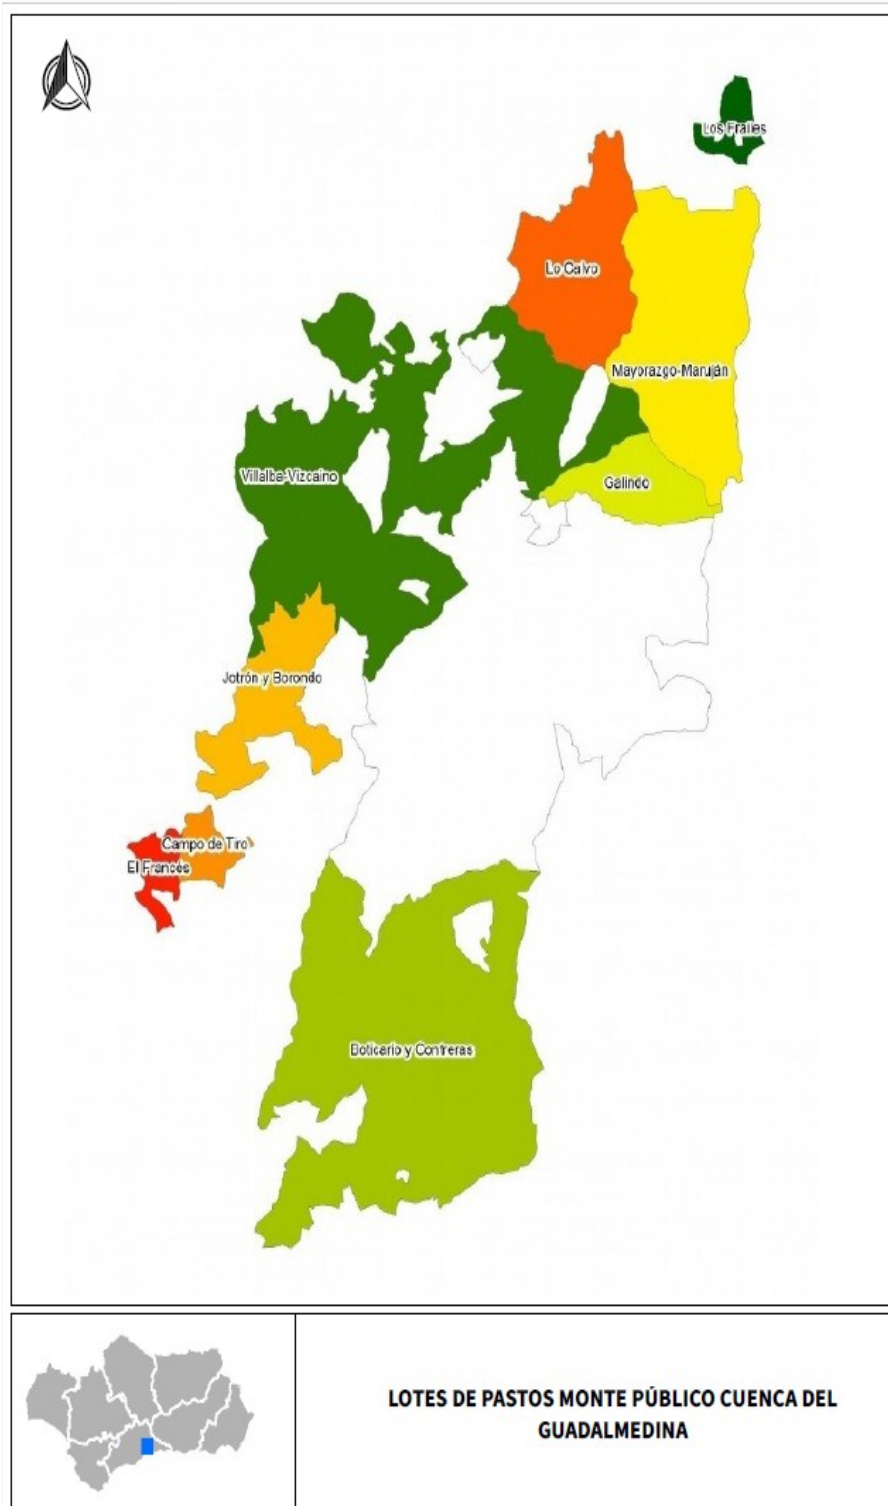 Los Frailes
Lo Calvo
Mayorazgo-Maruján
Villalba-Vizcaino
Galindo
Jotrón y Borondo
Campo de Tiro
El Francés
Boticario y Contreras
LOTES DE PASTOS MONTE PÚBLICO CUENCA DEL
GUADALMEDINA